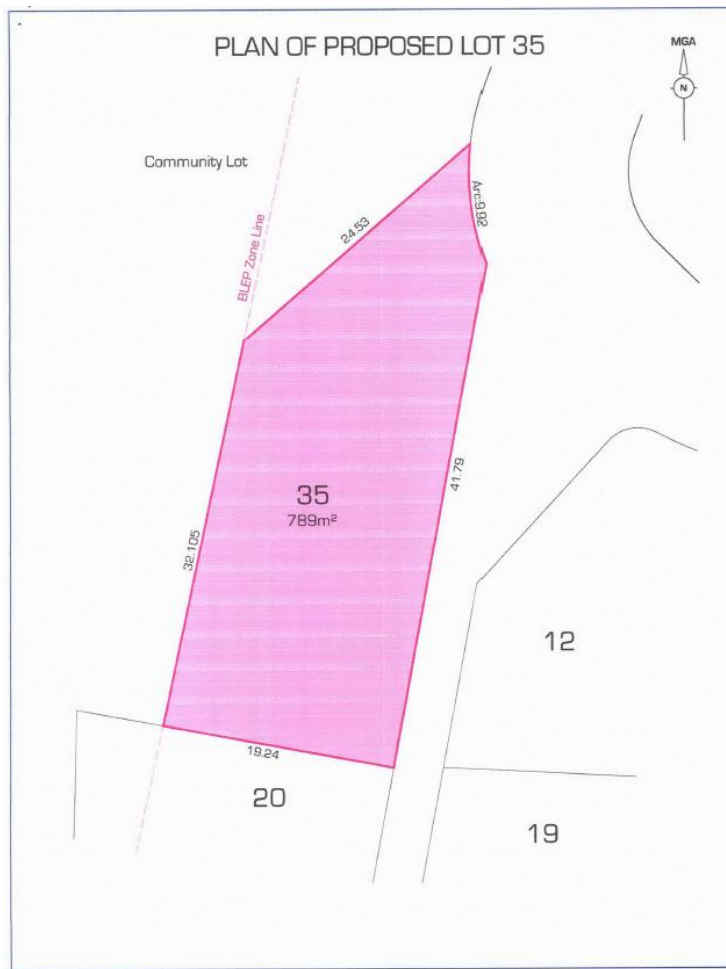 PLAN OF PROPOSED LOT 35
MGA
N
Community Lot
BLEP Zone Line
24.53
Arc:9.92
35
789m²
41.79
32.105
19.24
12
20
19